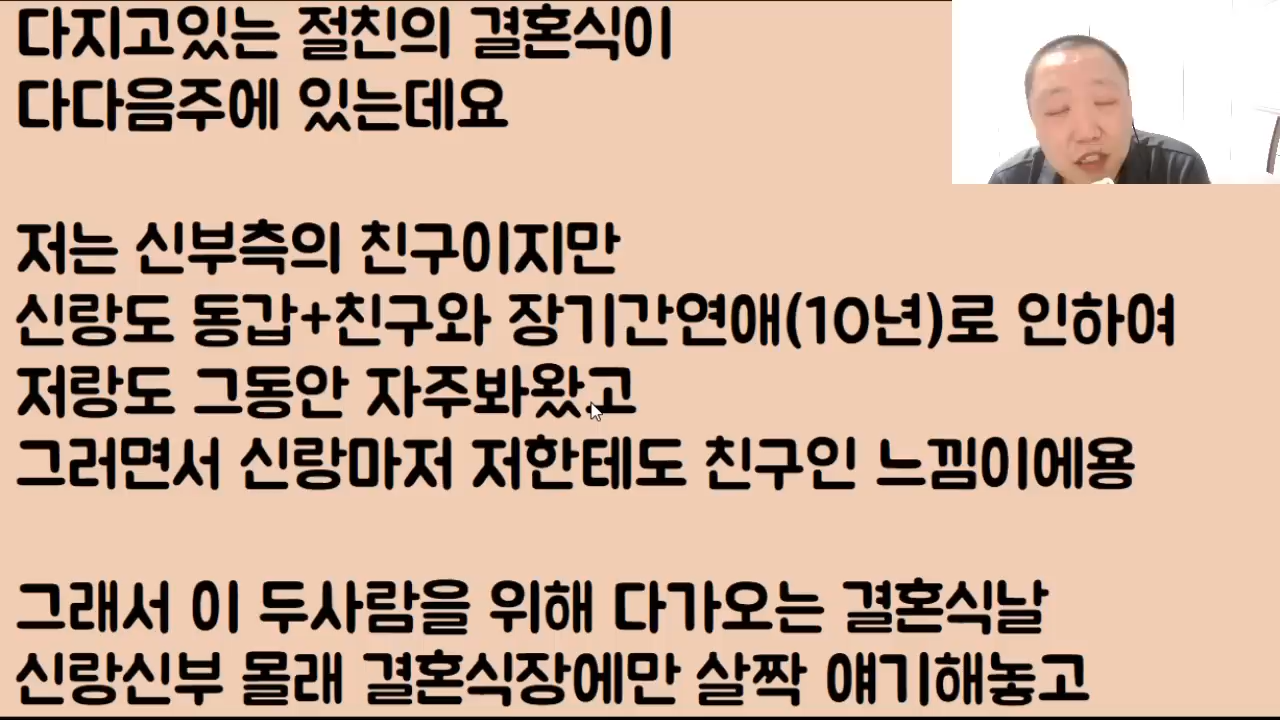 다지고있는 절친의 결혼식이
다다음주에 있는데요
저는 신부측의 친구이지만
신랑도 동갑+친구와 장기간연애(10년)로 인하여
저랑도 그동안 자주봐왔고
그러면서 신랑마저 저한테도 친구인 느낌이에용
그래서 이 두사람을 위해 다가오는 결혼식날
신랑신부 몰래 결혼식장에만 살짝 얘기해놓고